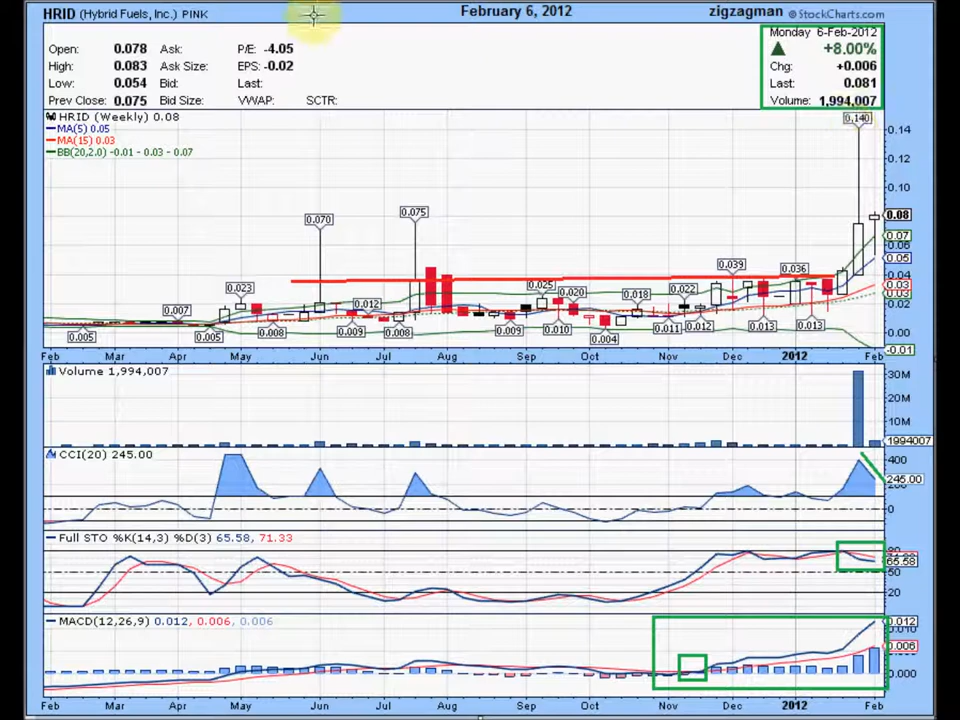 HRID (Hybrid Fuels, Inc.) PINK February 6, 2012 zigzagman @StockCharts.com
Monday 6-Feb-2012
Open: 0.078 Ask: P/E: -4.05 +8.00%
High: 0.083 Ask Size: EPS: -0.02 Chg: +0.006
Low: 0.054 Bid: Last: Last: 0.081
Prev Close: 0.075 Bid Size: VWAP: SCTR: Volume: 1,994,007
HRID (Weekly) 0.08
MA(5) 0.05
MA(15) 0.03
BB(20,2.0) -0.01 - 0.03 - 0.07
0.140
0.14
0.12
0.10
0.070 0.075 0.08
0.07
0.06
0.05
0.039 0.036 0.04
0.023 0.025 0.020 0.018 0.022 0.03
0.007 0.012 0.02
0.005 0.005 0.008 0.009 0.008 0.009 0.010 0.004 0.011 0.012 0.013 0.013 0.00
-0.01
Feb Mar Apr May Jun Jul Aug Sep Oct Nov Dec 2012 Feb
Volume 1,994,007
30M
20M
10M
1994007
CCI(20) 245.00
400
245.00
0
Full STO %K(14,3) %D(3) 65.58, 71.33
80
65.58
50
20
MACD(12,26,9) 0.012, 0.006, 0.006
0.012
0.010
0.006
0.000
Feb Mar Apr May Jun Jul Aug Sep Oct Nov Dec 2012 Feb